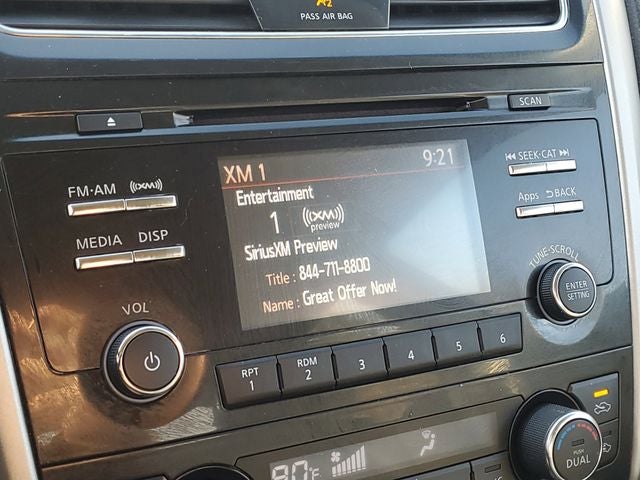 PASS AIR BAG
SCAN
XM 1 9:21
Entertainment
1 ((XM)) preview
SiriusXM Preview
Title : 844-711-8800
Name : Great Offer Now!
FM·AM ((XM))
MEDIA DISP
VOL
SEEK·CAT
Apps BACK
TUNE·SCROLL
ENTER
SETTING
RPT 1
RDM 2
3
4
5
6
80°F
PUSH
DUAL